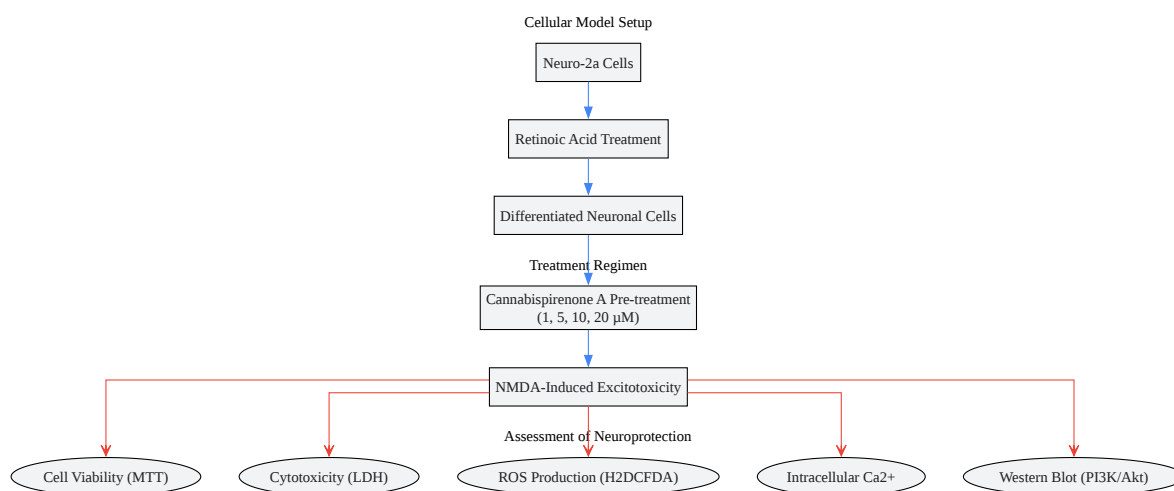 Cellular Model Setup
Neuro-2a Cells
Retinoic Acid Treatment
Differentiated Neuronal Cells
Treatment Regimen
Cannabispirenone A Pre-treatment
(1, 5, 10, 20 µM)
NMDA-Induced Excitotoxicity
Assessment of Neuroprotection
Cell Viability (MTT)
Cytotoxicity (LDH)
ROS Production (H2DCFDA)
Intracellular Ca2+
Western Blot (PI3K/Akt)